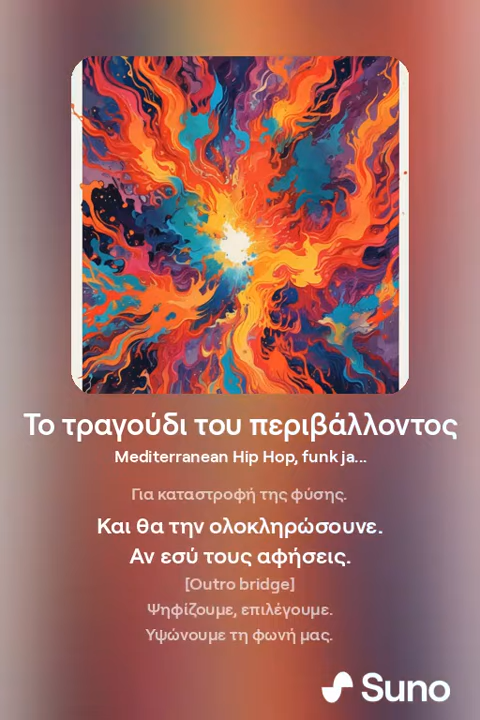 Το τραγούδι του περιβάλλοντος
Mediterranean Hip Hop, funk ja...
Για καταστροφή της φύσης.
Και θα την ολοκληρώσουνε.
Αν εσύ τους αφήσεις.
[Outro bridge]
Ψηφίζουμε, επιλέγουμε.
Υψώνουμε τη φωνή μας.
Suno